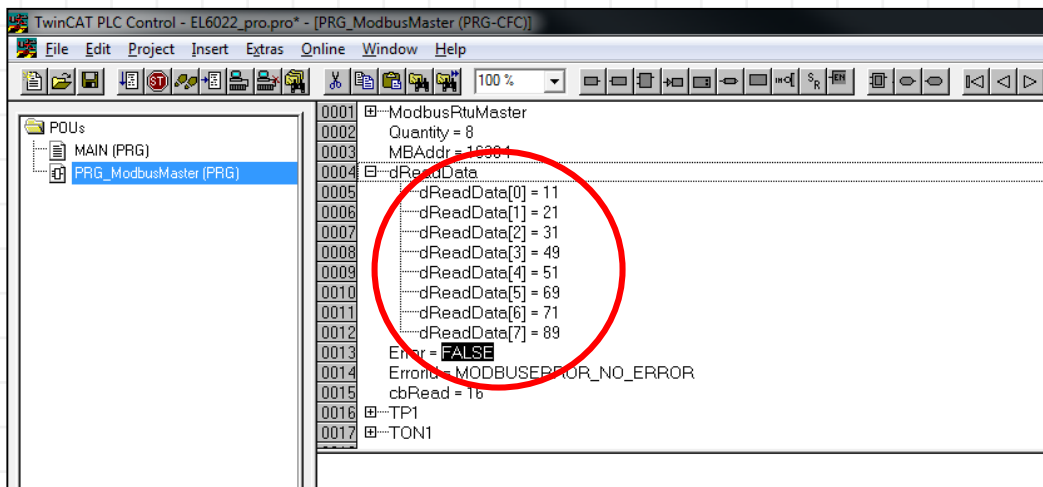 TwinCAT PLC Control - EL6022_pro.pro* - [PRG_ModbusMaster (PRG-CFC)]
File Edit Project Insert Extras Online Window Help
100 %
POUs
MAIN (PRG)
PRG_ModbusMaster (PRG)
0001 ModbusRtuMaster
0002 Quantity = 8
0003 MBAddr = 16384
0004 dReadData
0005 dReadData[0] = 11
0006 dReadData[1] = 21
0007 dReadData[2] = 31
0008 dReadData[3] = 49
0009 dReadData[4] = 51
0010 dReadData[5] = 69
0011 dReadData[6] = 71
0012 dReadData[7] = 89
0013 Error = FALSE
0014 ErrorId = MODBUSERROR_NO_ERROR
0015 cbRead = 16
0016 TP1
0017 TON1